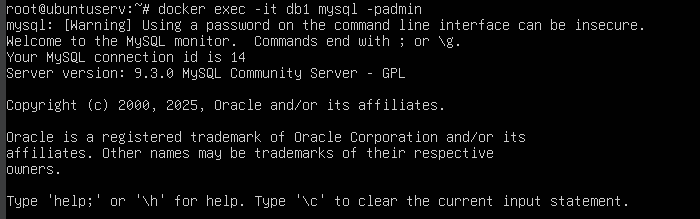 root@ubuntuserv:~# docker exec -it db1 mysql -padmin
mysql: [Warning] Using a password on the command line interface can be insecure.
Welcome to the MySQL monitor.  Commands end with ; or \g.
Your MySQL connection id is 14
Server version: 9.3.0 MySQL Community Server - GPL
Copyright (c) 2000, 2025, Oracle and/or its affiliates.
Oracle is a registered trademark of Oracle Corporation and/or its
affiliates. Other names may be trademarks of their respective
owners.
Type 'help;' or '\h' for help. Type '\c' to clear the current input statement.